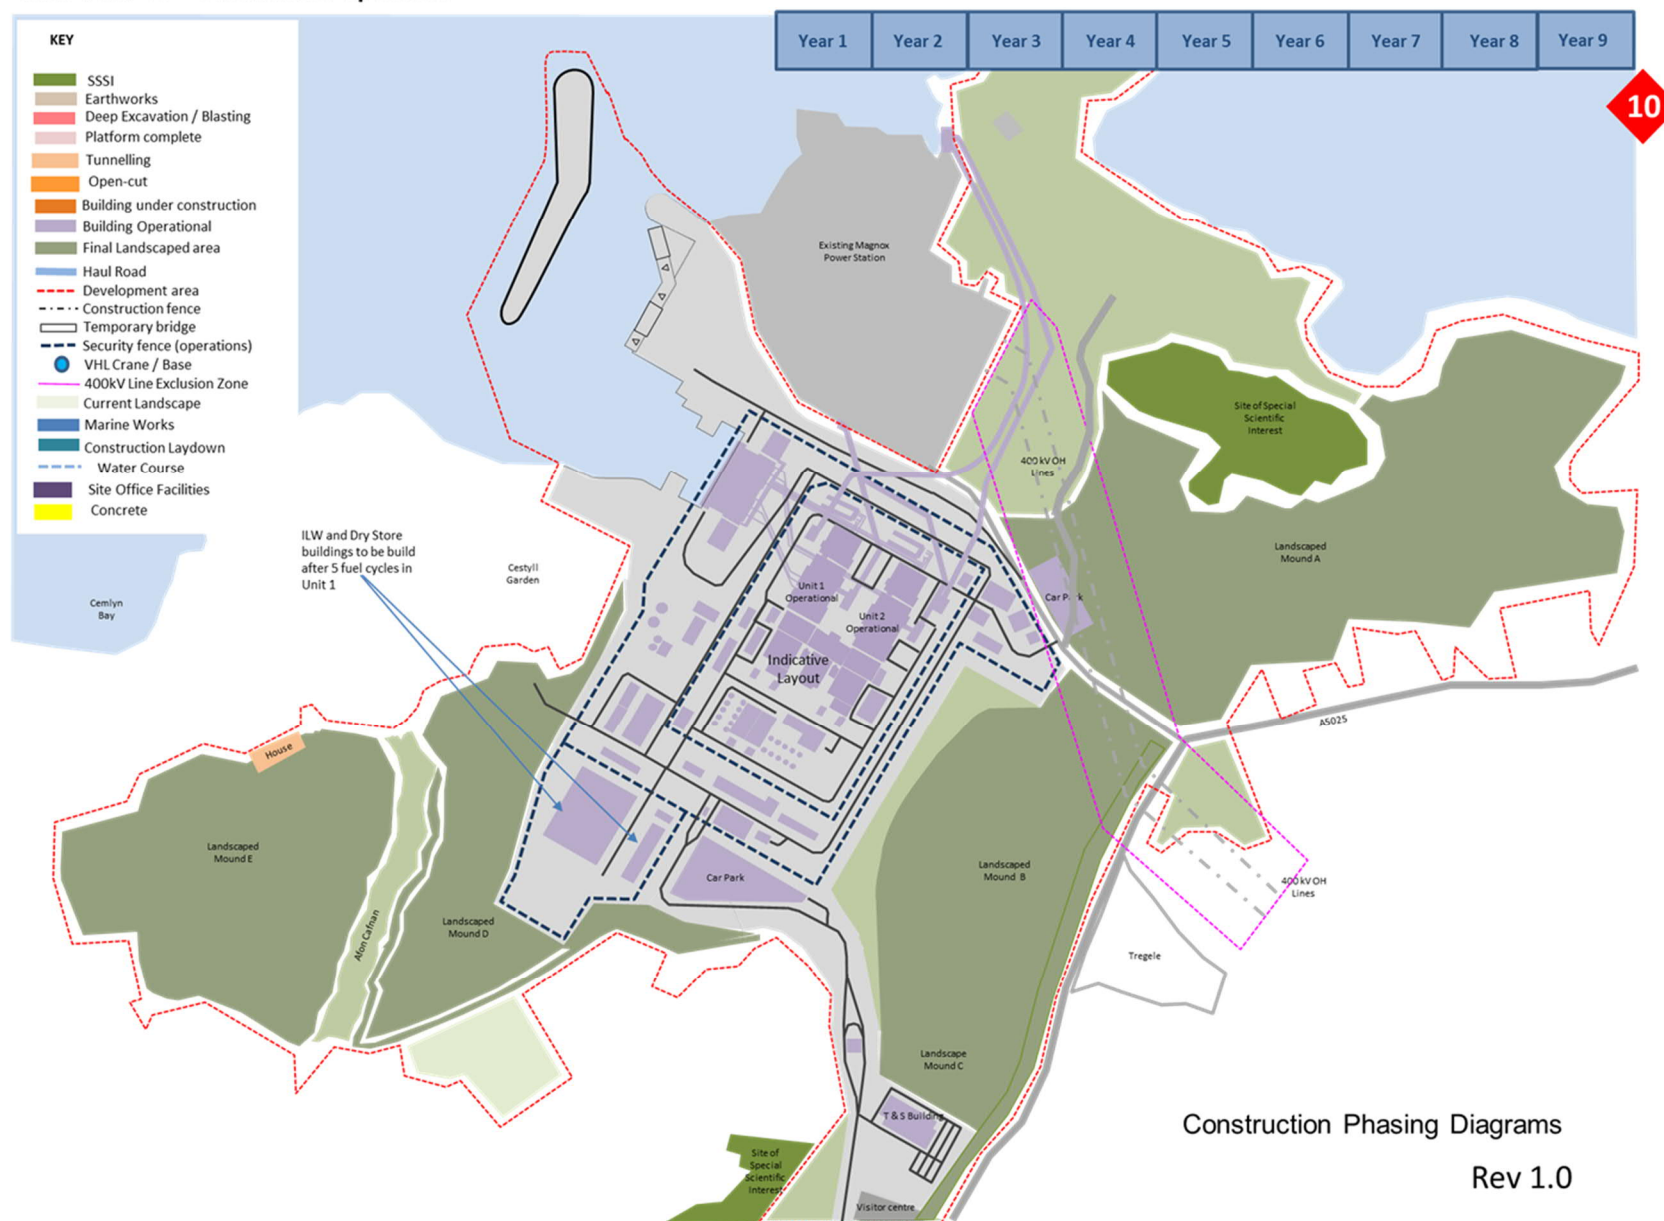 Year 1 Year 2 Year 3 Year 4 Year 5 Year 6 Year 7 Year 8 Year 9
10
KEY
SSSI
Earthworks
Deep Excavation / Blasting
Platform complete
Tunnelling
Open-cut
Building under construction
Building Operational
Final Landscaped area
Haul Road
Development area
Construction fence
Temporary bridge
Security fence (operations)
VHL Crane / Base
400kV Line Exclusion Zone
Current Landscape
Marine Works
Construction Laydown
Water Course
Site Office Facilities
Concrete
Existing Magnox
Power Station
Site of Special
Scientific
Interest
400 kV OH
Lines
Landscaped
Mound A
ILW and Dry Store
buildings to be build
after 5 fuel cycles in
Unit 1
Cestyll
Garden
Cemlyn
Bay
Unit 1
Operational
Unit 2
Operational
Car Park
Indicative
Layout
A5025
House
Landscaped
Mound E
Afon Cafnan
Landscaped
Mound D
Car Park
Landscaped
Mound B
400 kV OH
Lines
Tregele
Landscape
Mound C
T & S Building
Site of
Special
Scientific
Interest
Visitor centre
Construction Phasing Diagrams
Rev 1.0